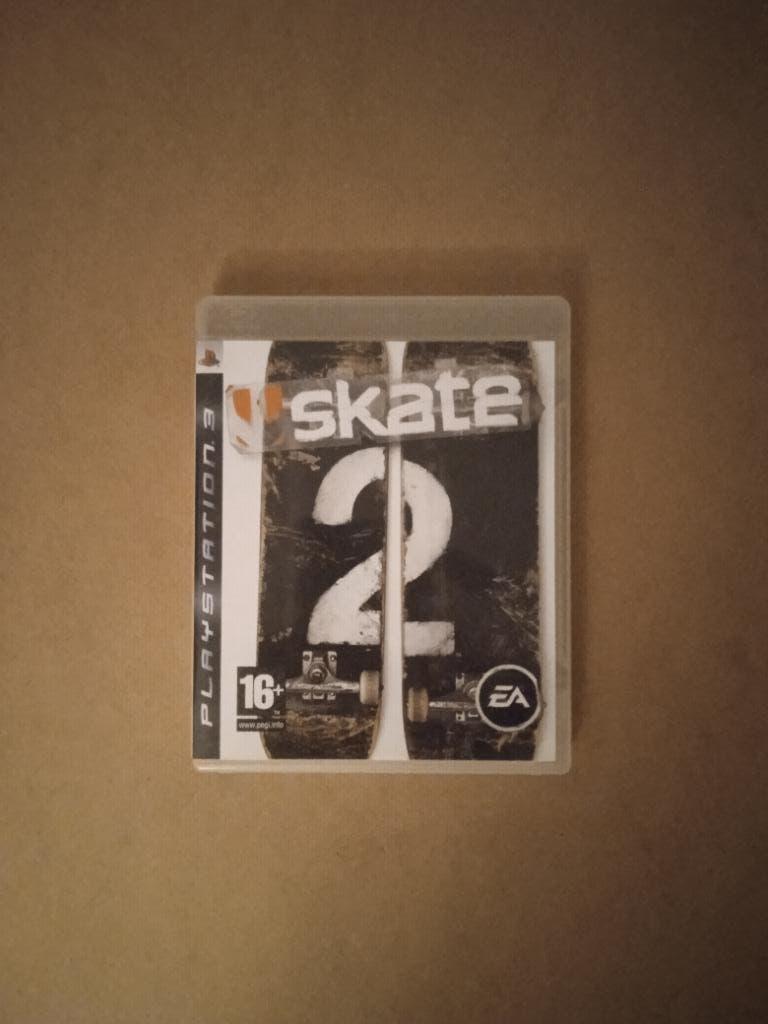 PLAYSTATION.3
skate
2
16+
www.pegi.info
EA